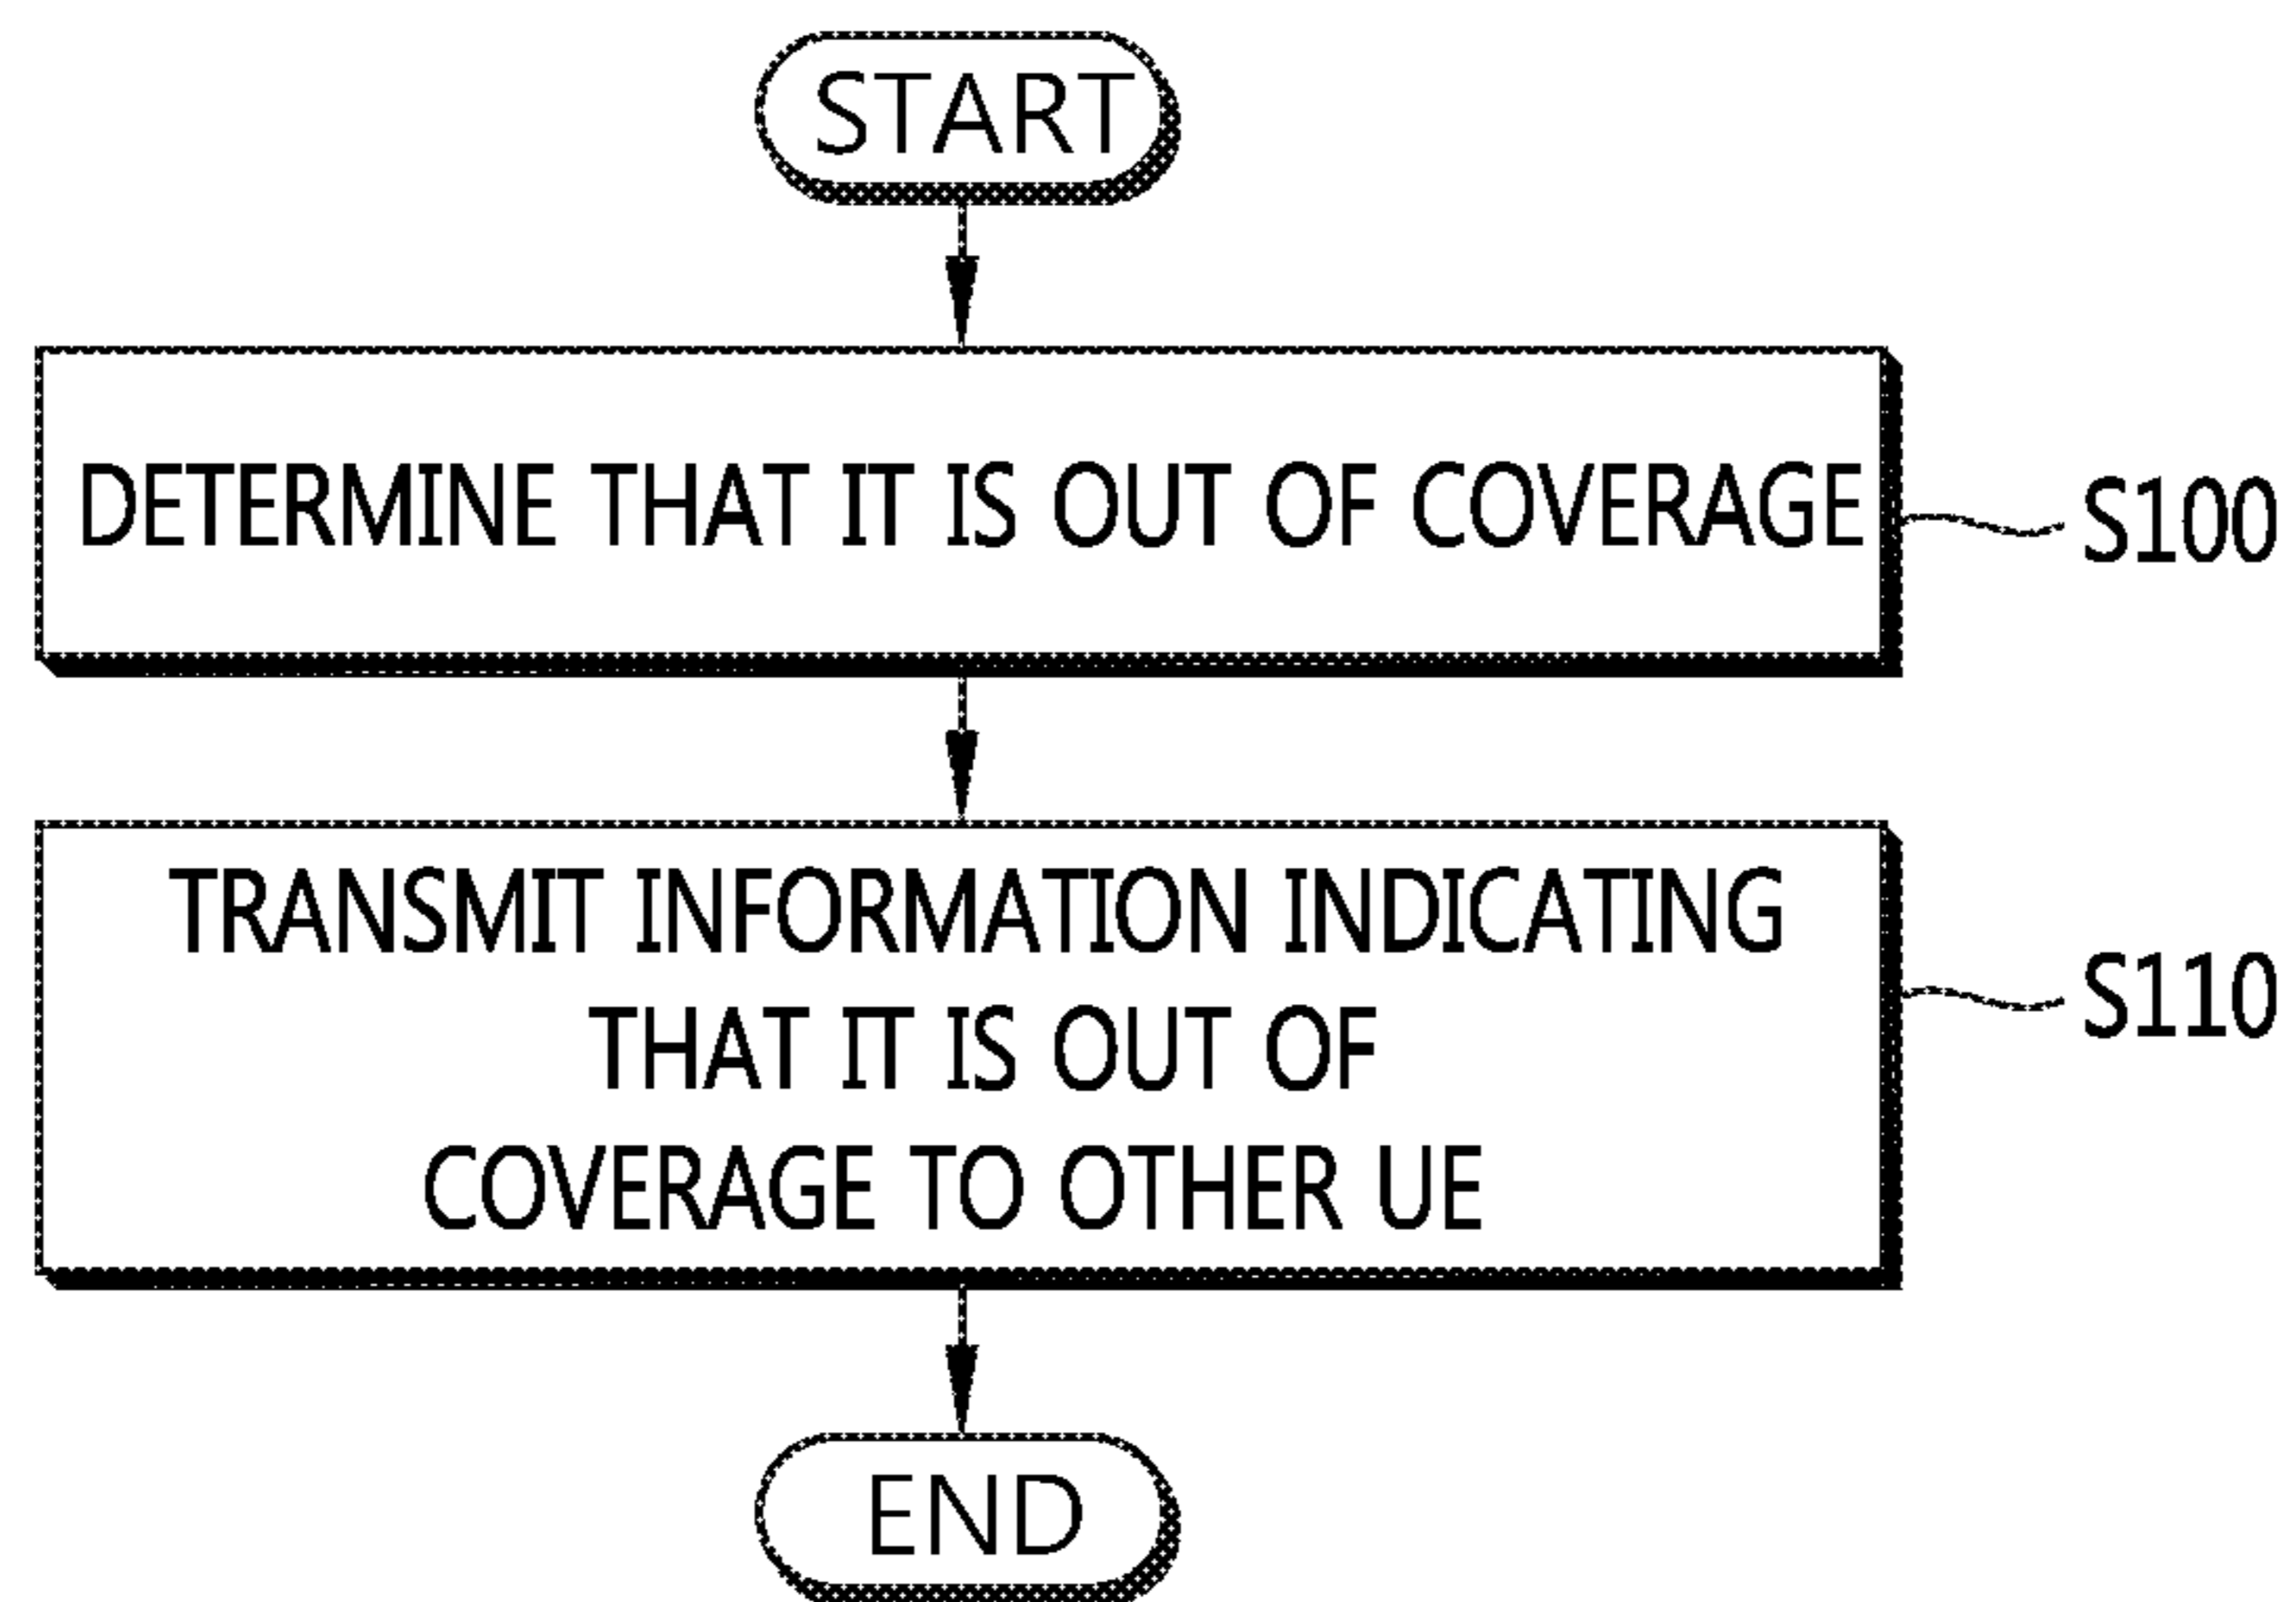 START
DETERMINE THAT IT IS OUT OF COVERAGE
S100
TRANSMIT INFORMATION INDICATING
THAT IT IS OUT OF
COVERAGE TO OTHER UE
S110
END